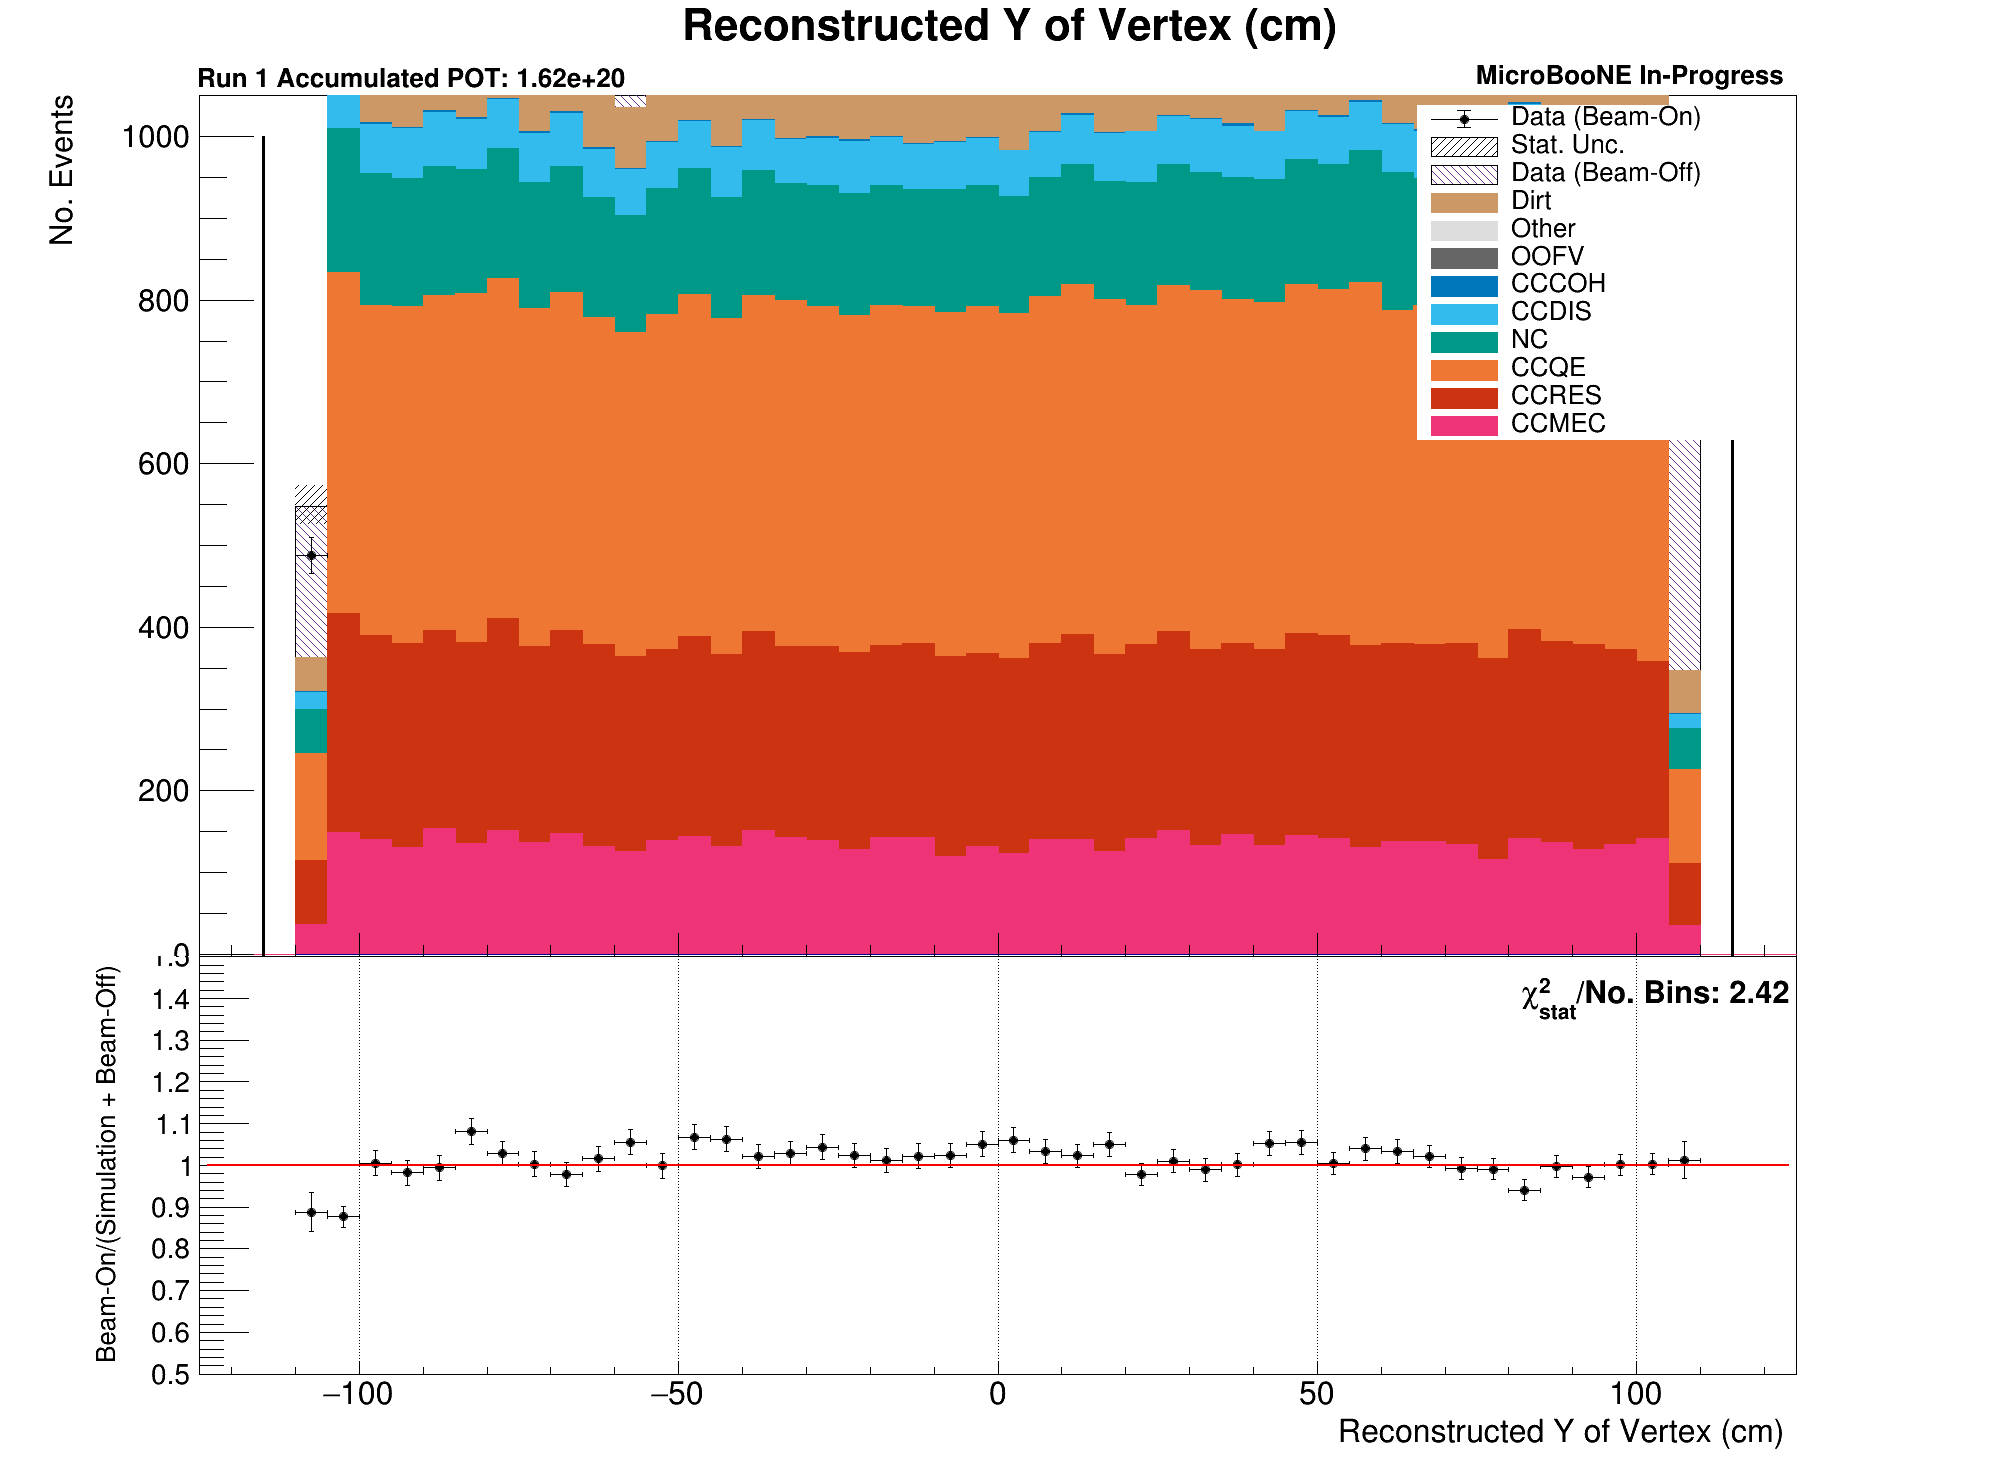 Reconstructed Y of Vertex (cm)
Run 1 Accumulated POT: 1.62e+20
MicroBooNE In-Progress
No. Events
1000
800
600
400
200
0
Data (Beam-On)
Stat. Unc.
Data (Beam-Off)
Dirt
Other
OOFV
CCCOH
CCDIS
NC
CCQE
CCRES
CCMEC
Beam-On/(Simulation + Beam-Off)
1.5
1.4
1.3
1.2
1.1
1
0.9
0.8
0.7
0.6
0.5
χ²stat/No. Bins: 2.42
−100
−50
0
50
100
Reconstructed Y of Vertex (cm)